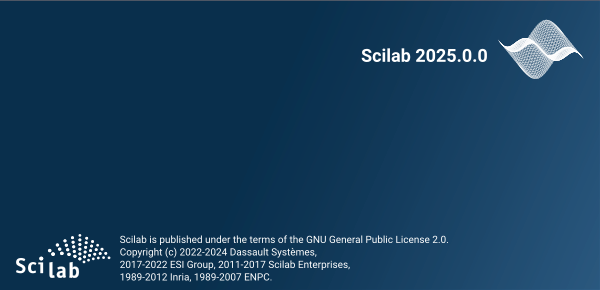 Scilab 2025.0.0
Scilab is published under the terms of the GNU General Public License 2.0.
Copyright (c) 2022-2024 Dassault Systèmes,
2017-2022 ESI Group, 2011-2017 Scilab Enterprises,
1989-2012 Inria, 1989-2007 ENPC.
Scilab